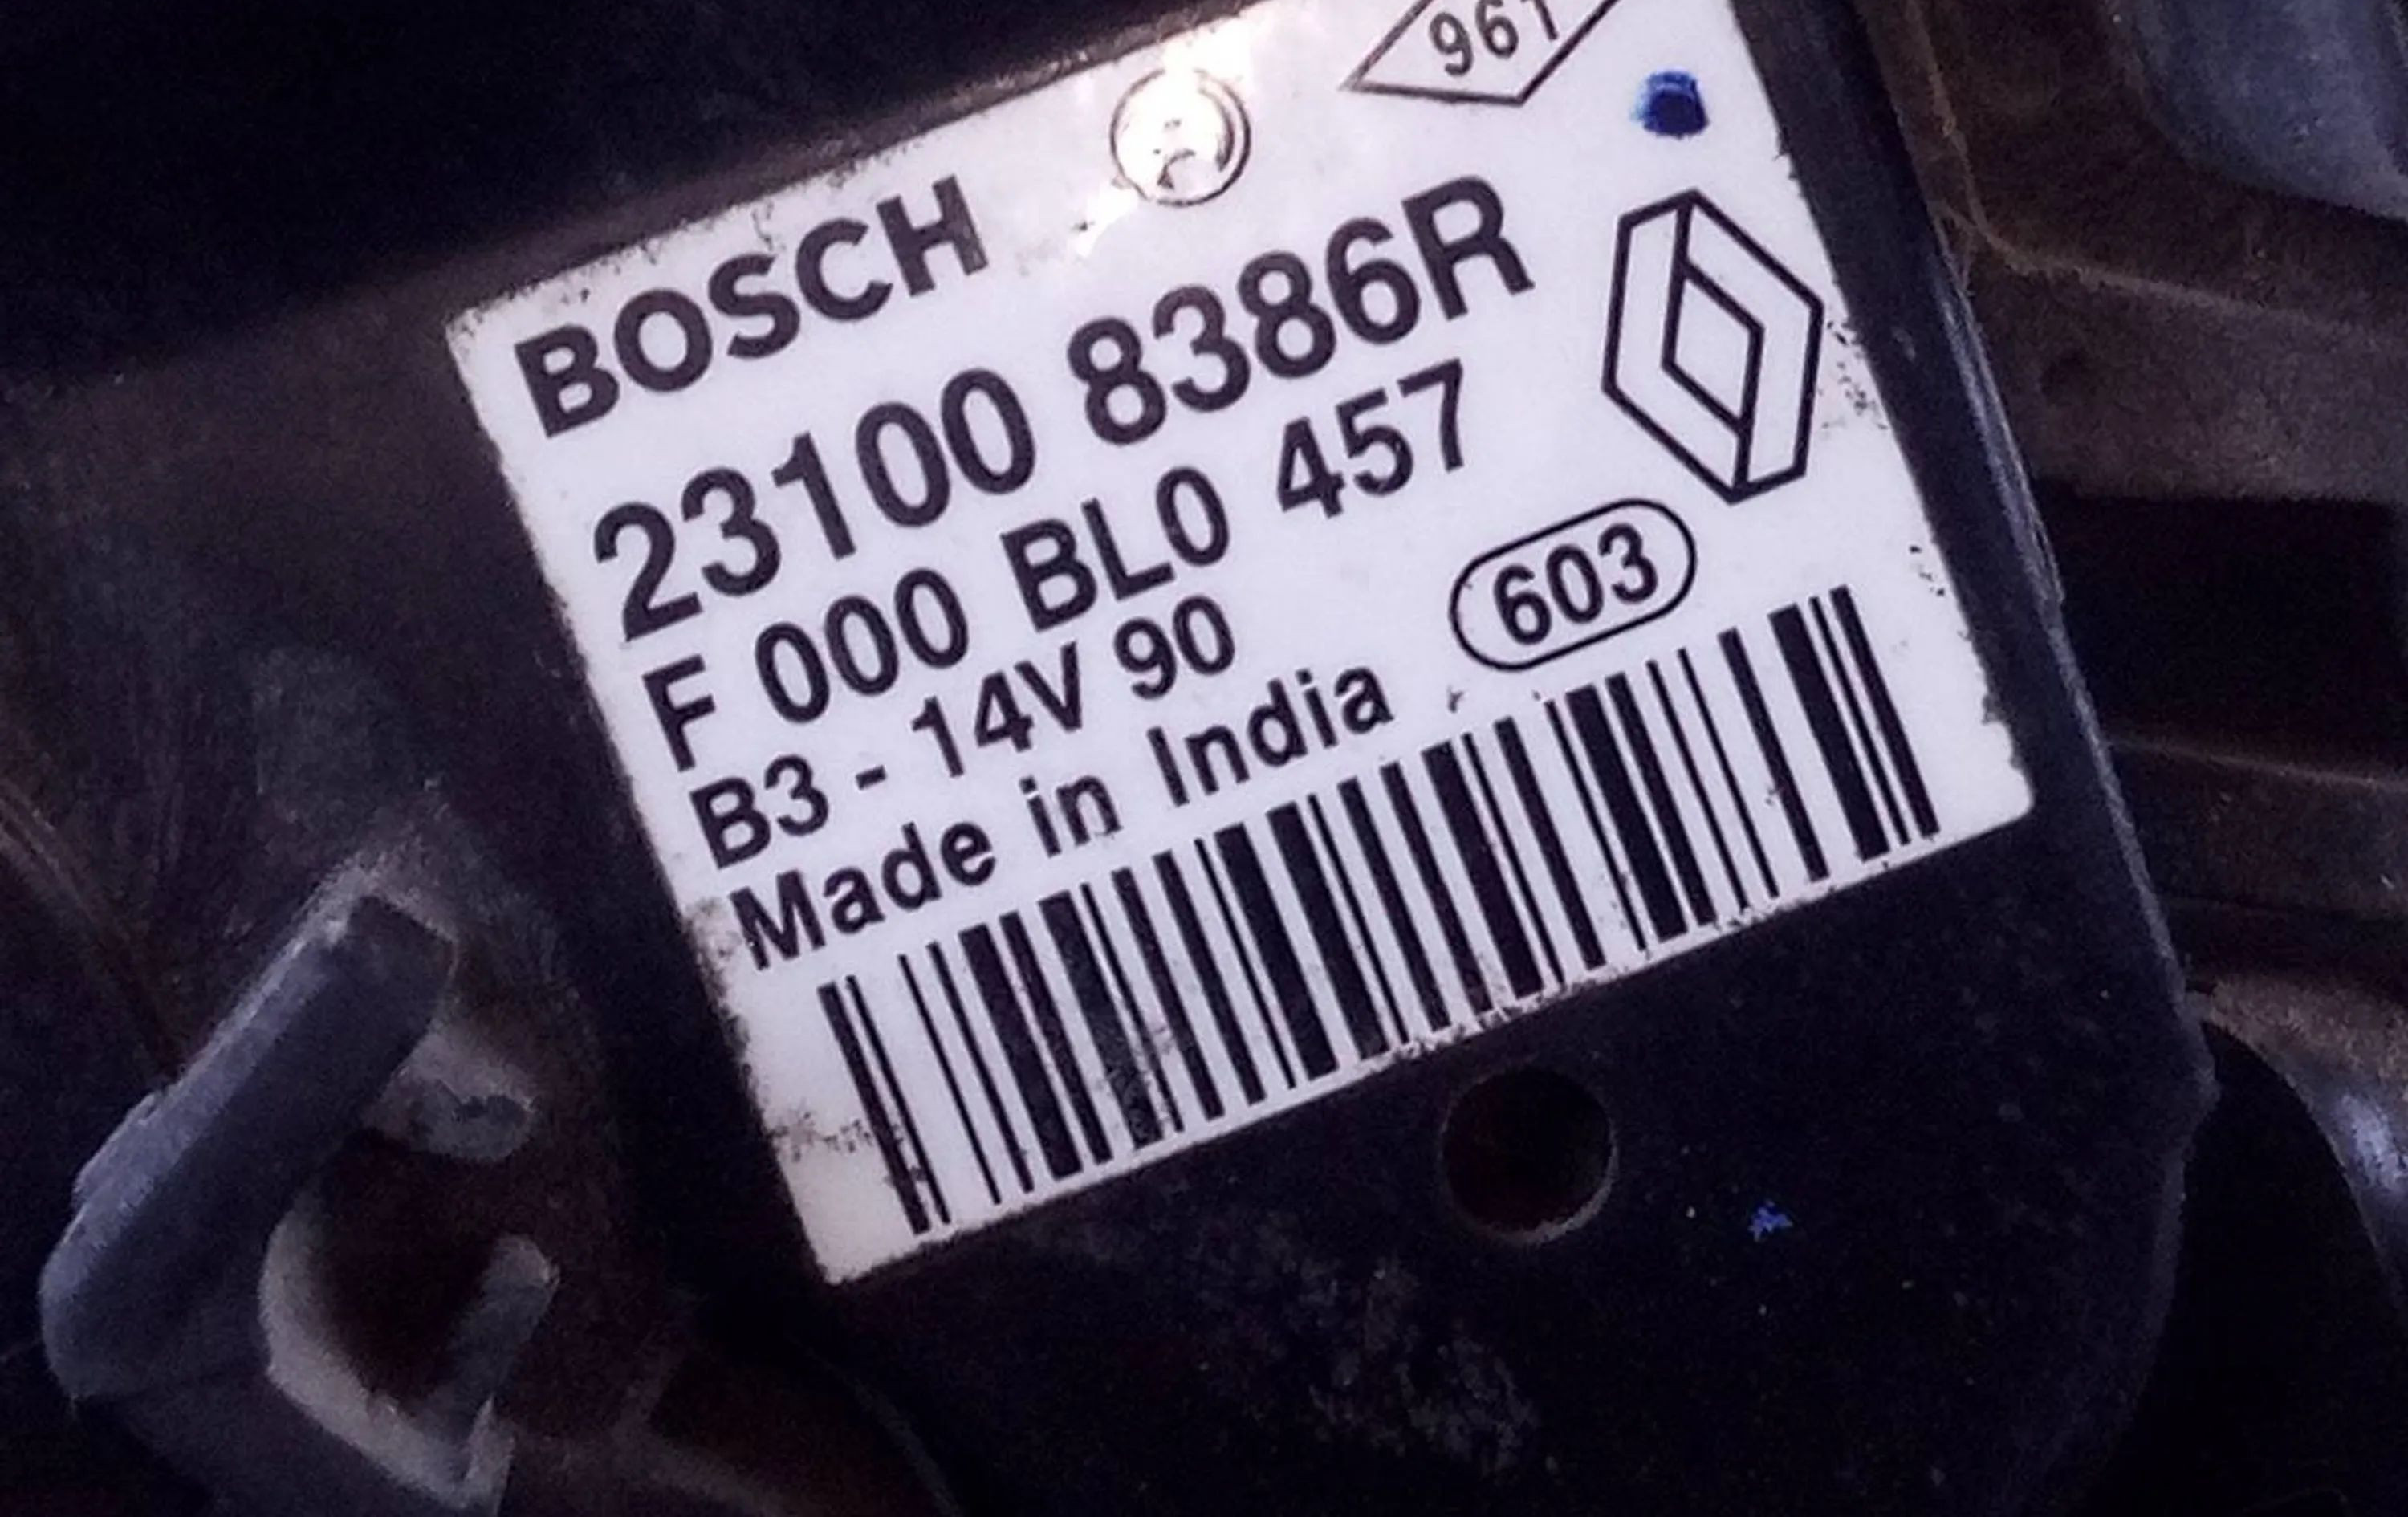 961
BOSCH
23100 8386R
F 000 BL0 457
B3 - 14V 90
603
Made in India